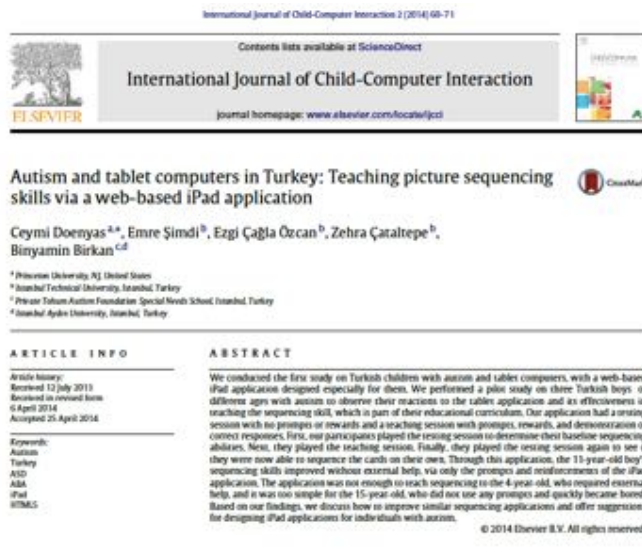 International Journal of Child-Computer Interaction 2 (2014) 60–71
Contents lists available at ScienceDirect
International Journal of Child-Computer Interaction
journal homepage: www.elsevier.com/locate/ijcci
ELSEVIER
Autism and tablet computers in Turkey: Teaching picture sequencing
skills via a web-based iPad application
CrossMark
Ceymi Doenyas a,*, Emre Şimdi b, Ezgi Çağla Özcan b, Zehra Çataltepe b,
Binyamin Birkan c,d
a Princeton University, NJ, United States
b Istanbul Technical University, Istanbul, Turkey
c Private Tohum Autism Foundation Special Needs School, Istanbul, Turkey
d Istanbul Aydın University, Istanbul, Turkey
ARTICLE INFO
Article history:
Received 12 July 2013
Received in revised form
6 April 2014
Accepted 25 April 2014
Keywords:
Autism
Turkey
ASD
ABA
iPad
HTML5
ABSTRACT
We conducted the first study on Turkish children with autism and tablet computers, with a web-based
iPad application designed especially for them. We performed a pilot study on three Turkish boys o
different ages with autism to observe their reactions to the tablet application and its effectiveness i
teaching the sequencing skill, which is part of their educational curriculum. Our application had a testing
session with no prompts or rewards and a teaching session with prompts, rewards, and demonstration o
correct responses. First, our participants played the testing session to determine their baseline sequencing
abilities. Next, they played the teaching session. Finally, they played the testing session again to see i
they were now able to sequence the cards on their own. Through this application, the 11-year-old boy's
sequencing skills improved without external help, via only the prompts and reinforcements of the iPad
application. The application was not enough to teach sequencing to the 4-year-old, who required external
help, and it was too simple for the 15-year-old, who did not use any prompts and quickly became bored
Based on our findings, we discuss how to improve similar sequencing applications and offer suggestions
for designing iPad applications for individuals with autism.
© 2014 Elsevier B.V. All rights reserved